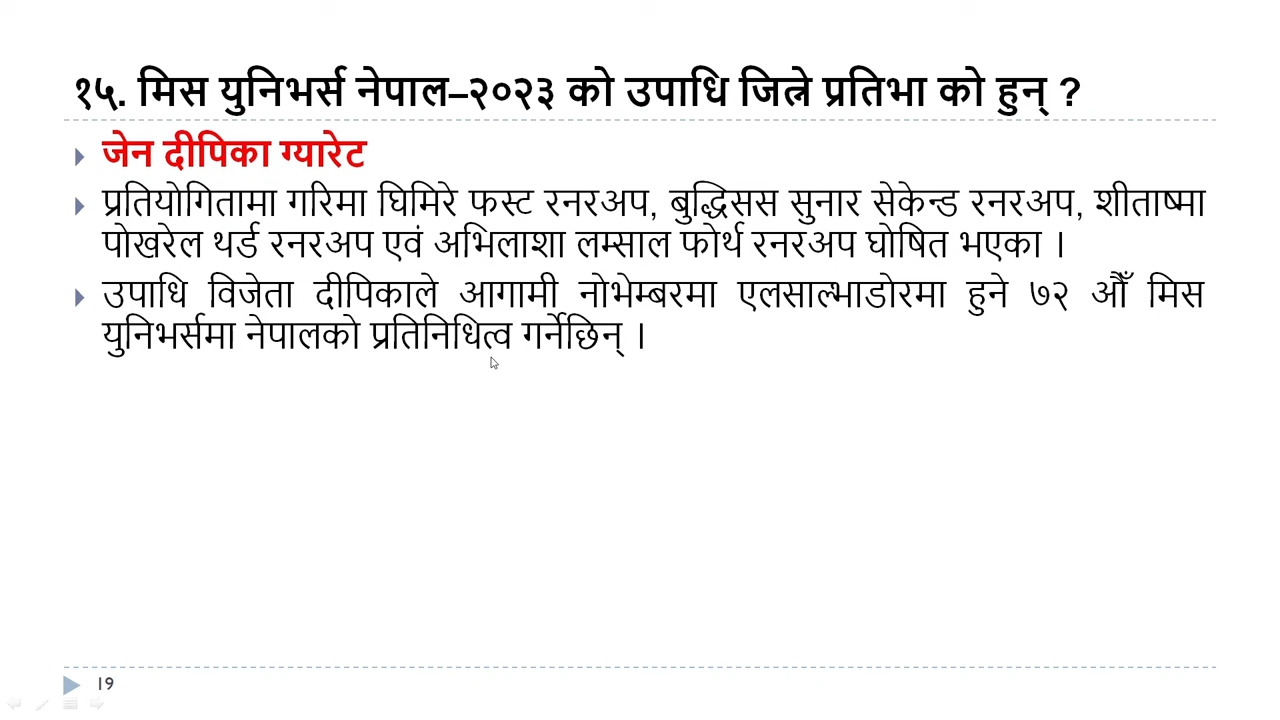 १५. मिस युनिभर्स नेपाल–२०२३ को उपाधि जित्ने प्रतिभा को हुन् ?
जेन दीपिका ग्यारेट
प्रतियोगितामा गरिमा घिमिरे फस्ट रनरअप, बुद्धिसस सुनार सेकेन्ड रनरअप, शीताष्मा
पोखरेल थर्ड रनरअप एवं अभिलाशा लम्साल फोर्थ रनरअप घोषित भएका ।
उपाधि विजेता दीपिकाले आगामी नोभेम्बरमा एलसाल्भाडोरमा हुने ७२ औँ मिस
युनिभर्समा नेपालको प्रतिनिधित्व गर्नेछिन् ।
19